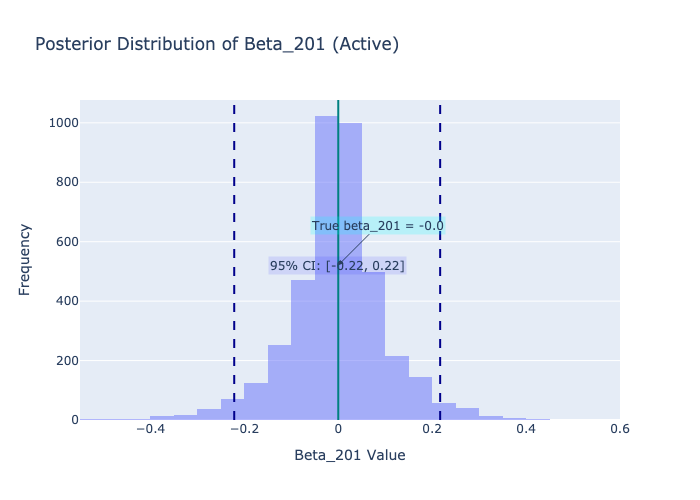 Posterior Distribution of Beta_201 (Active)
1000
800
600
400
200
0
Frequency
True beta_201 = -0.0
95% CI: [-0.22, 0.22]
−0.4
−0.2
0
0.2
0.4
0.6
Beta_201 Value